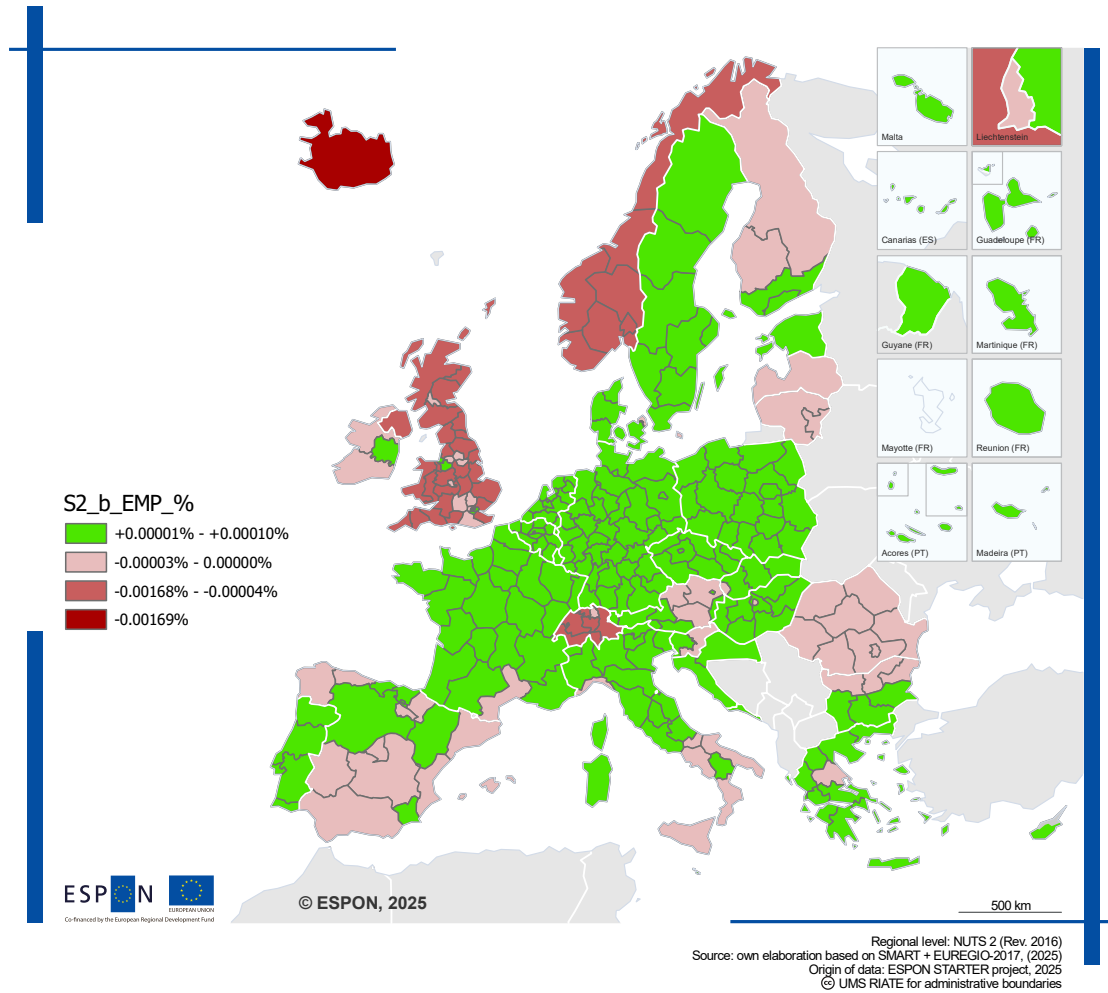 Malta
Liechtenstein
Canarias (ES)
Guadeloupe (FR)
Guyane (FR)
Martinique (FR)
Mayotte (FR)
Reunion (FR)
Acores (PT)
Madeira (PT)
S2_b_EMP_%
+0.00001% - +0.00010%
-0.00003% - 0.00000%
-0.00168% - -0.00004%
-0.00169%
ESPON
EUROPEAN UNION
Co-financed by the European Regional Development Fund
© ESPON, 2025
500 km
Regional level: NUTS 2 (Rev. 2016)
Source: own elaboration based on SMART + EUREGIO-2017, (2025)
Origin of data: ESPON STARTER project, 2025
cc UMS RIATE for administrative boundaries